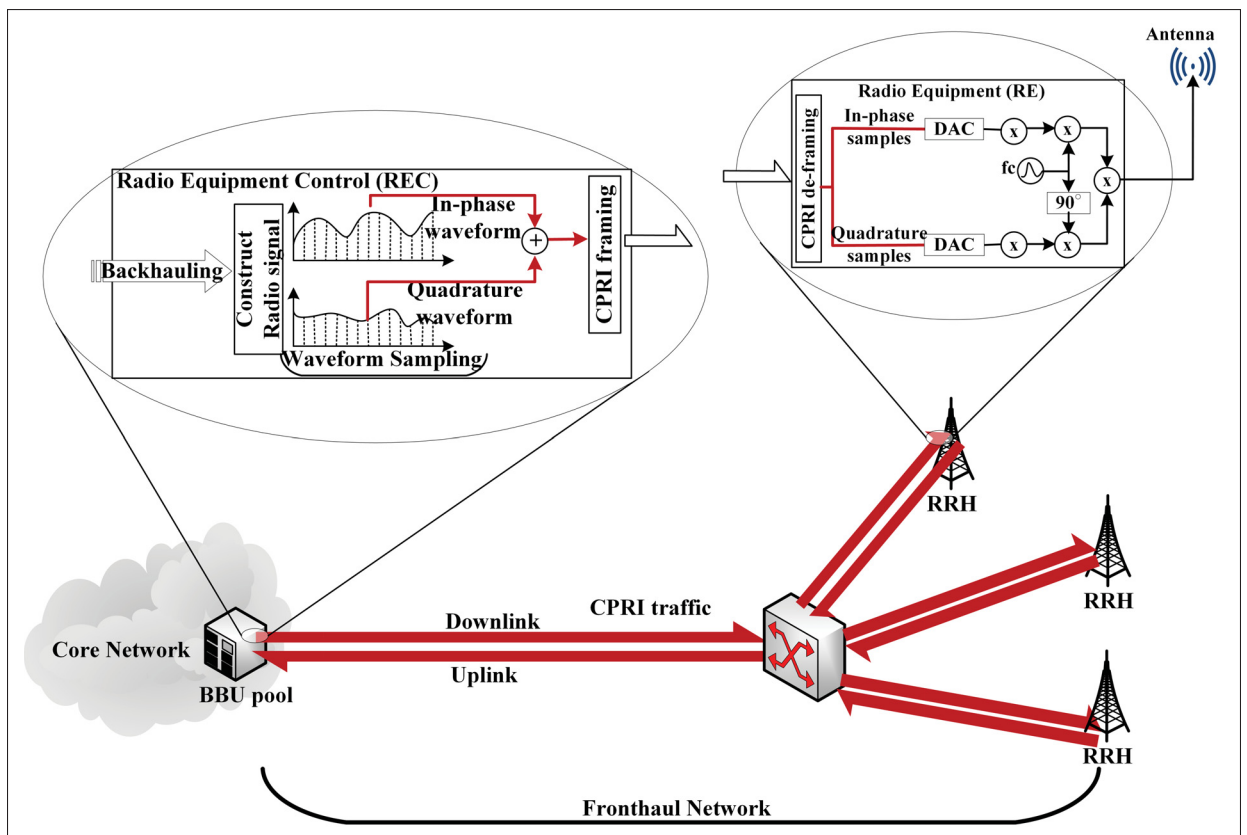 Antenna
Radio Equipment (RE)
CPRI de-framing
In-phase
samples
DAC
x
x
fc
x
90°
Quadrature
samples
DAC
x
x
Radio Equipment Control (REC)
Backhauling
Construct
Radio signal
In-phase
waveform
+
Quadrature
waveform
Waveform Sampling
CPRI framing
RRH
RRH
RRH
Core Network
BBU pool
Downlink
Uplink
CPRI traffic
Fronthaul Network